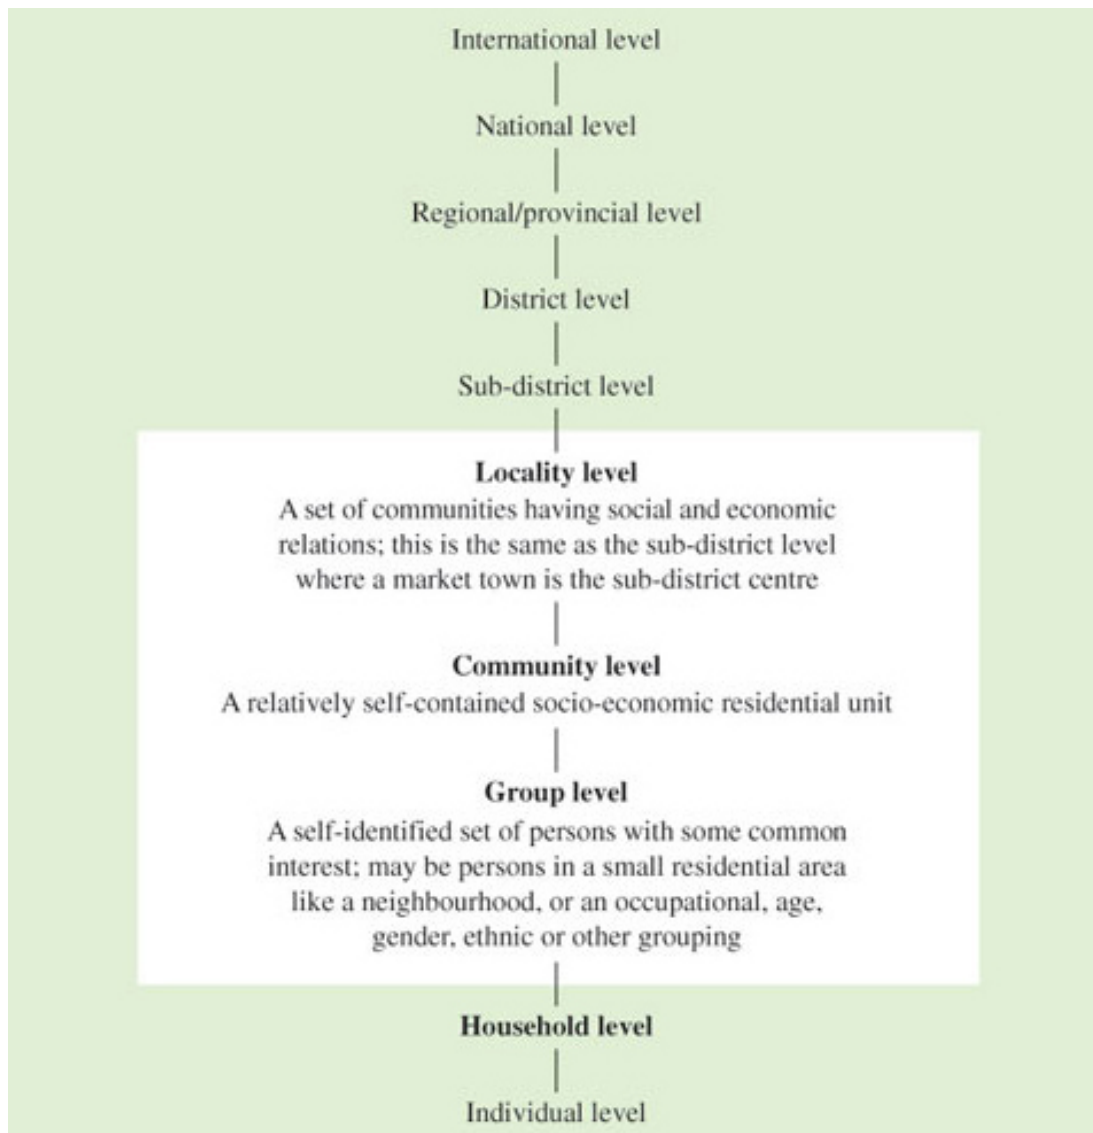 International level
National level
Regional/provincial level
District level
Sub-district level
Locality level
A set of communities having social and economic
relations; this is the same as the sub-district level
where a market town is the sub-district centre
Community level
A relatively self-contained socio-economic residential unit
Group level
A self-identified set of persons with some common
interest; may be persons in a small residential area
like a neighbourhood, or an occupational, age,
gender, ethnic or other grouping
Household level
Individual level